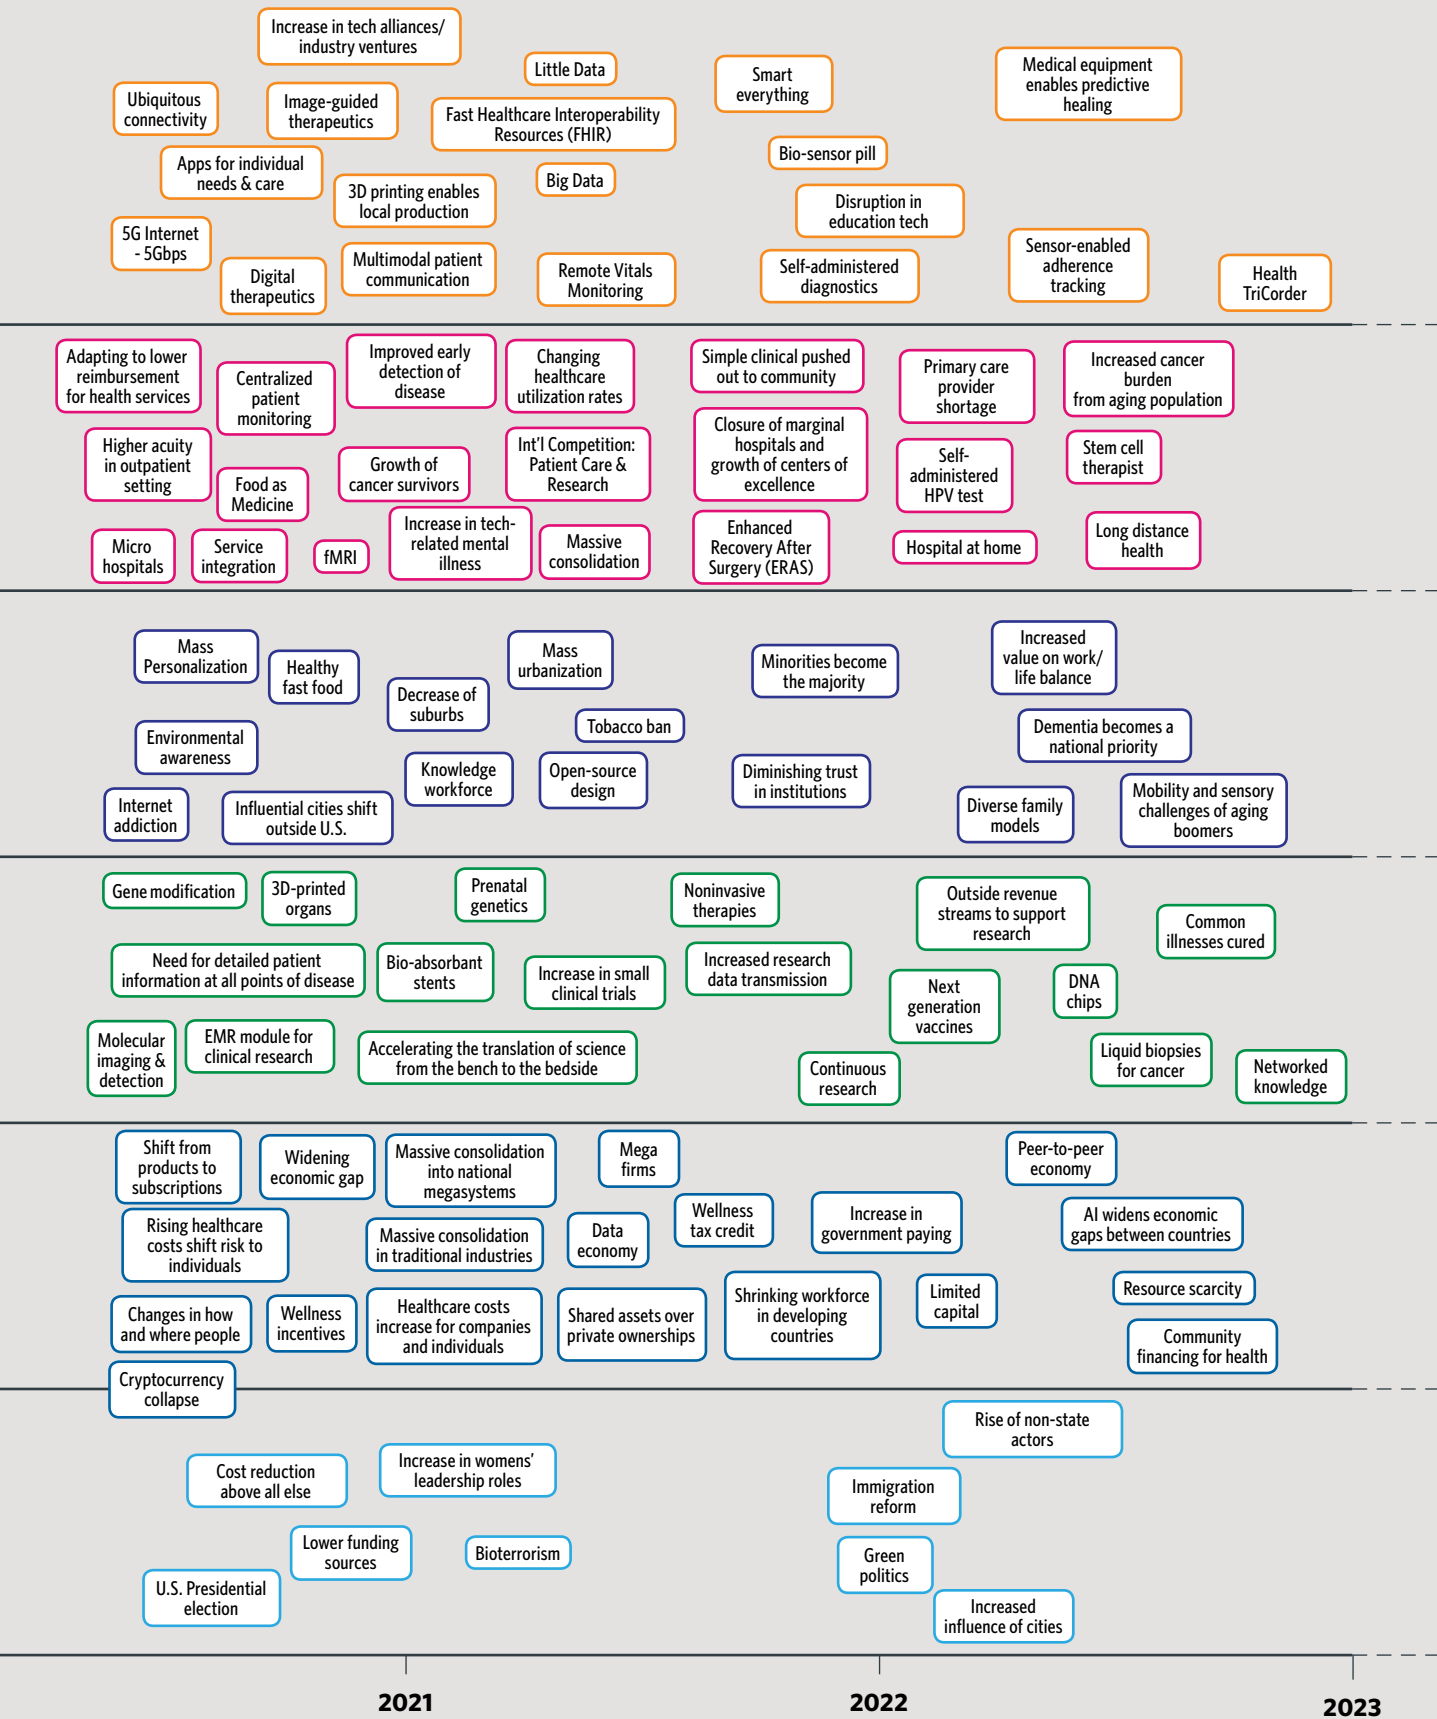 Increase in tech alliances/
industry ventures
Little Data
Smart
everything
Medical equipment
enables predictive
healing
Ubiquitous
connectivity
Image-guided
therapeutics
Fast Healthcare Interoperability
Resources (FHIR)
Bio-sensor pill
Apps for individual
needs & care
3D printing enables
local production
Big Data
Disruption in
education tech
5G Internet
- 5Gbps
Digital
therapeutics
Multimodal patient
communication
Remote Vitals
Monitoring
Self-administered
diagnostics
Sensor-enabled
adherence
tracking
Health
TriCorder
Adapting to lower
reimbursement
for health services
Centralized
patient
monitoring
Improved early
detection of
disease
Changing
healthcare
utilization rates
Simple clinical pushed
out to community
Primary care
provider
shortage
Increased cancer
burden
from aging population
Higher acuity
in outpatient
setting
Food as
Medicine
Growth of
cancer survivors
Int'l Competition:
Patient Care &
Research
Closure of marginal
hospitals and
growth of centers of
excellence
Self-
administered
HPV test
Stem cell
therapist
Micro
hospitals
Service
integration
fMRI
Increase in tech-
related mental
illness
Massive
consolidation
Enhanced
Recovery After
Surgery (ERAS)
Hospital at home
Long distance
health
Mass
Personalization
Healthy
fast food
Decrease of
suburbs
Mass
urbanization
Minorities become
the majority
Increased
value on work/
life balance
Environmental
awareness
Tobacco ban
Dementia becomes a
national priority
Internet
addiction
Influential cities shift
outside U.S.
Knowledge
workforce
Open-source
design
Diminishing trust
in institutions
Diverse family
models
Mobility and sensory
challenges of aging
boomers
Gene modification
3D-printed
organs
Prenatal
genetics
Noninvasive
therapies
Outside revenue
streams to support
research
Common
illnesses cured
Need for detailed patient
information at all points of disease
Bio-absorbant
stents
Increase in small
clinical trials
Increased research
data transmission
Next
generation
vaccines
DNA
chips
Molecular
imaging &
detection
EMR module for
clinical research
Accelerating the translation of science
from the bench to the bedside
Continuous
research
Liquid biopsies
for cancer
Networked
knowledge
Shift from
products to
subscriptions
Widening
economic gap
Massive consolidation
into national
megasystems
Mega
firms
Peer-to-peer
economy
Rising healthcare
costs shift risk to
individuals
Massive consolidation
in traditional industries
Data
economy
Wellness
tax credit
Increase in
government paying
AI widens economic
gaps between countries
Changes in how
and where people
Wellness
incentives
Healthcare costs
increase for companies
and individuals
Shared assets over
private ownerships
Shrinking workforce
in developing
countries
Limited
capital
Resource scarcity
Community
financing for health
Cryptocurrency
collapse
Rise of non-state
actors
Cost reduction
above all else
Increase in womens'
leadership roles
Immigration
reform
Lower funding
sources
Bioterrorism
Green
politics
U.S. Presidential
election
Increased
influence of cities
2021
2022
2023